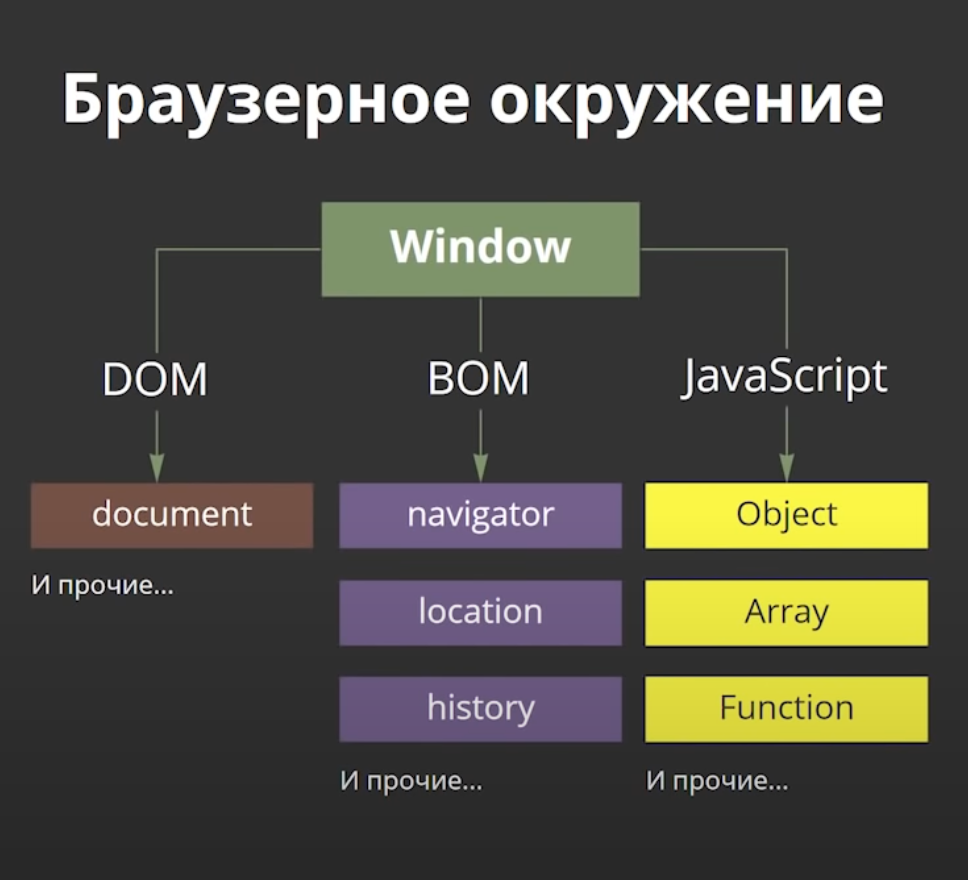 Браузерное окружение
Window
DOM
BOM
JavaScript
document
navigator
Object
И прочие...
location
Array
history
Function
И прочие...
И прочие...